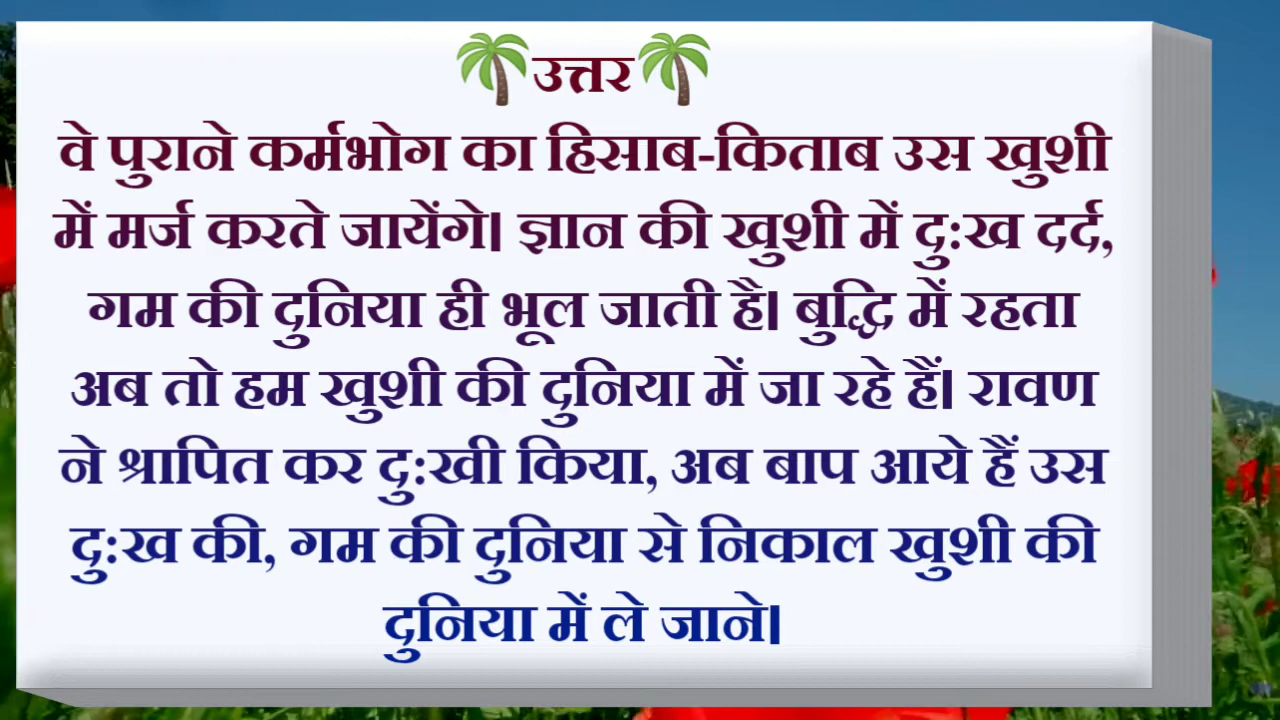 उत्तर
वे पुराने कर्मभोग का हिसाब-किताब उस खुशी
में मर्ज करते जायेंगे। ज्ञान की खुशी में दु:ख दर्द,
गम की दुनिया ही भूल जाती है। बुद्धि में रहता
अब तो हम खुशी की दुनिया में जा रहे हैं। रावण
ने श्रापित कर दु:खी किया, अब बाप आये हैं उस
दु:ख की, गम की दुनिया से निकाल खुशी की
दुनिया में ले जाने।